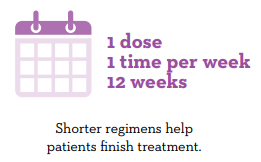 1 dose
1 time per week
12 weeks
Shorter regimens help
patients finish treatment.